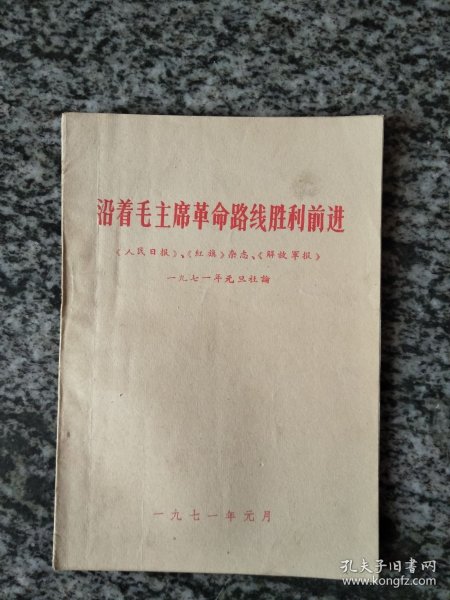 沿着毛主席革命路线胜利前进
《人民日报》、《红旗》杂志、《解放军报》
一九七一年元旦社論
一九七一年元月
孔夫子旧书网
www.kongfz.com